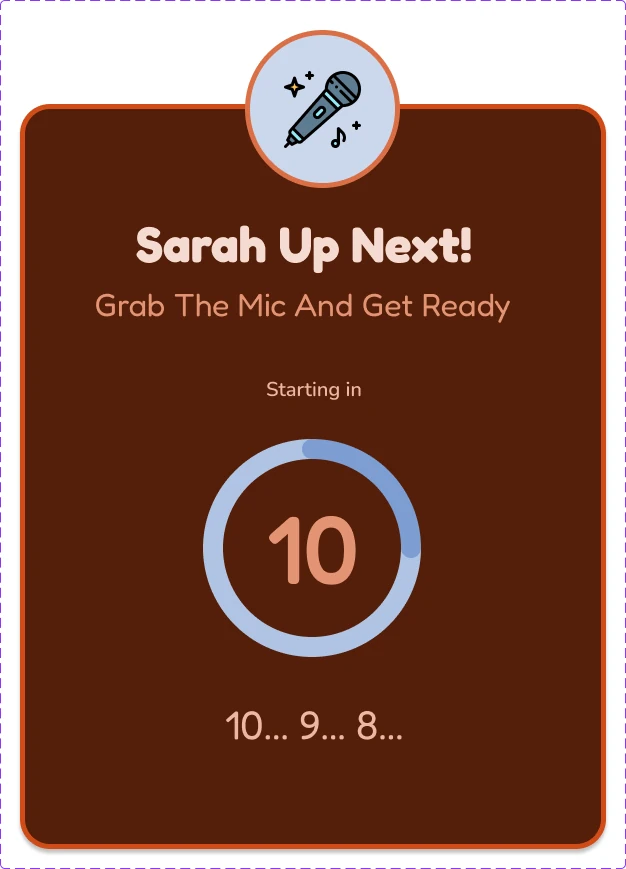 Sarah Up Next!
Grab The Mic And Get Ready
Starting in
10
10... 9... 8...